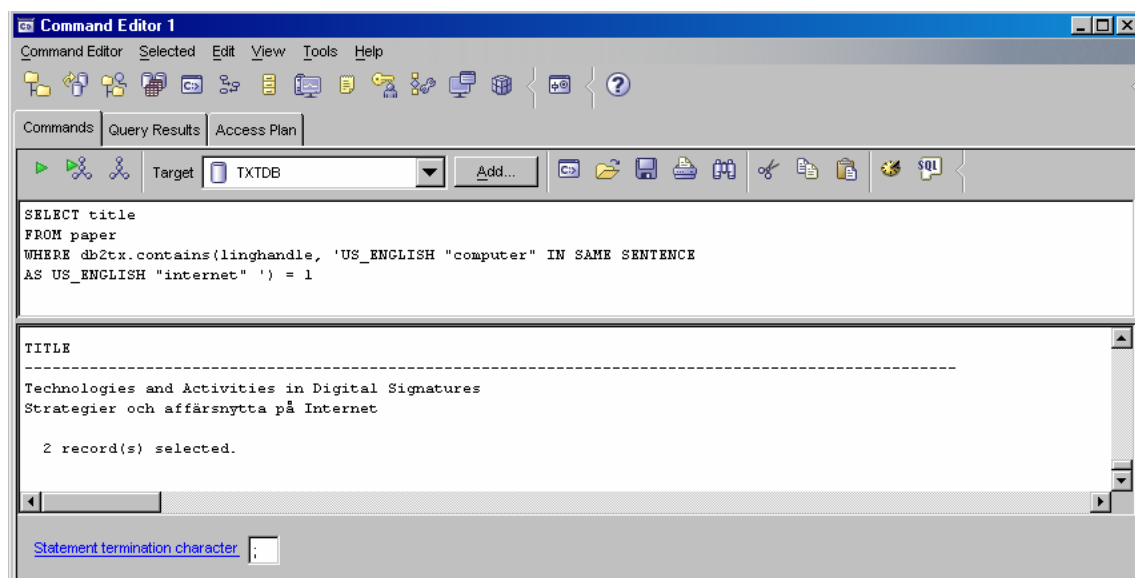 Command Editor 1
Command Editor Selected Edit View Tools Help
Commands Query Results Access Plan
Target TXTDB Add... SQL
SELECT title
FROM paper
WHERE db2tx.contains(linghandle, 'US_ENGLISH "computer" IN SAME SENTENCE
AS US_ENGLISH "internet" ') = 1
TITLE
----------------------------------------------------------------------------------------------------
Technologies and Activities in Digital Signatures
Strategier och affärsnytta på Internet
2 record(s) selected.
Statement termination character ;